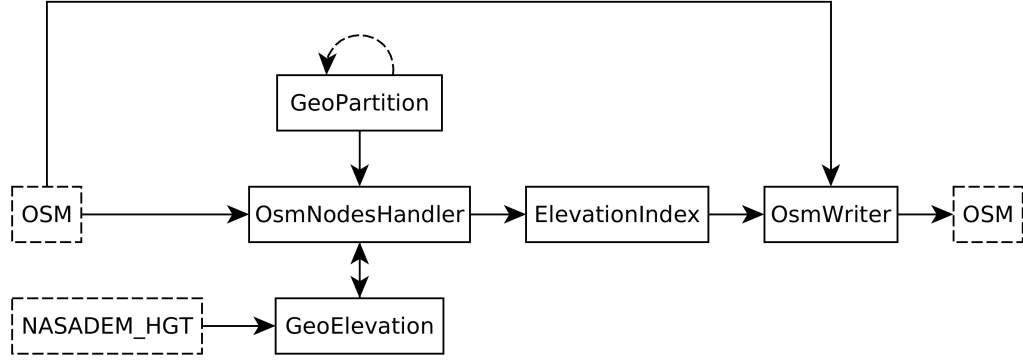 GeoPartition
OSM
OsmNodesHandler
ElevationIndex
OsmWriter
OSM
NASADEM_HGT
GeoElevation